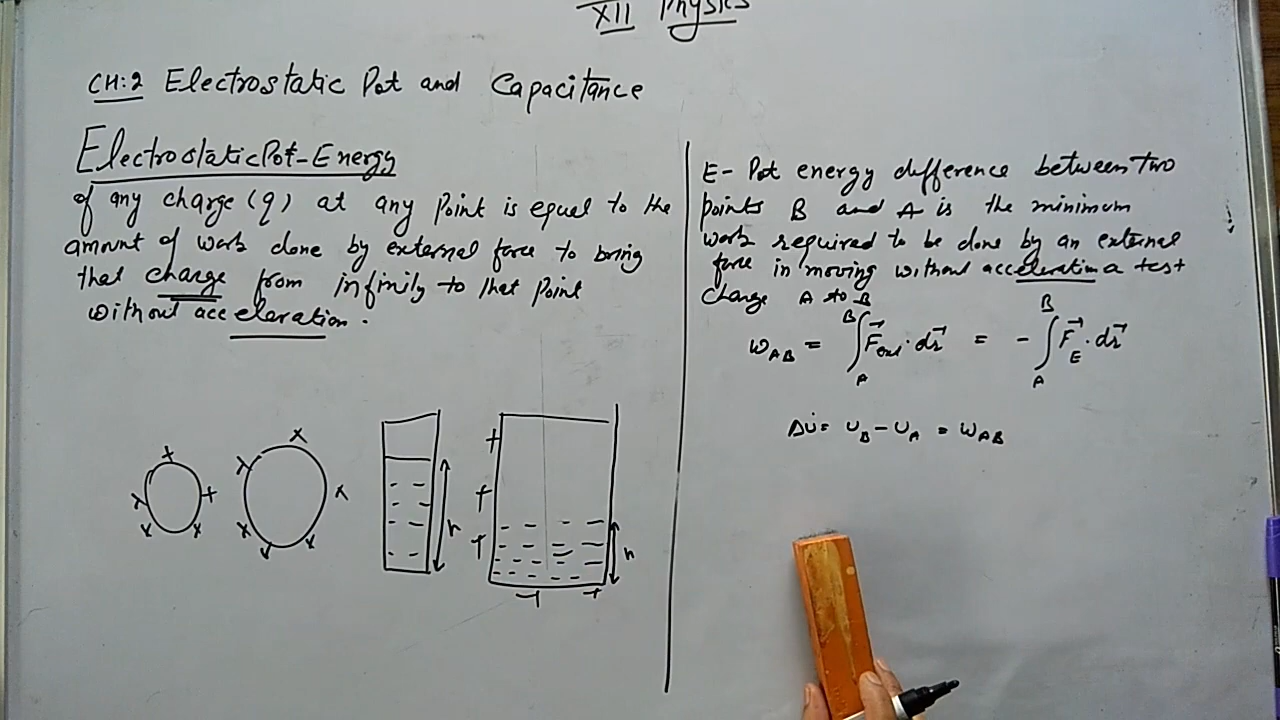 XII Physics
CH:2 Electrostatic Pot and Capacitance
Electrostatic Pot-Energy
of any charge (q) at any Point is equal to the
amount of work done by external force to bring
that charge from infinity to that Point
without acceleration.
E- Pot energy difference between two
points B and A is the minimum
work required to be done by an external
force in moving without acceleration a test
charge A to B
W_AB = ∫_A^B F⃗_ext · dr⃗ = - ∫_A^B F⃗_E · dr⃗
ΔU = U_B - U_A = W_AB
h
h